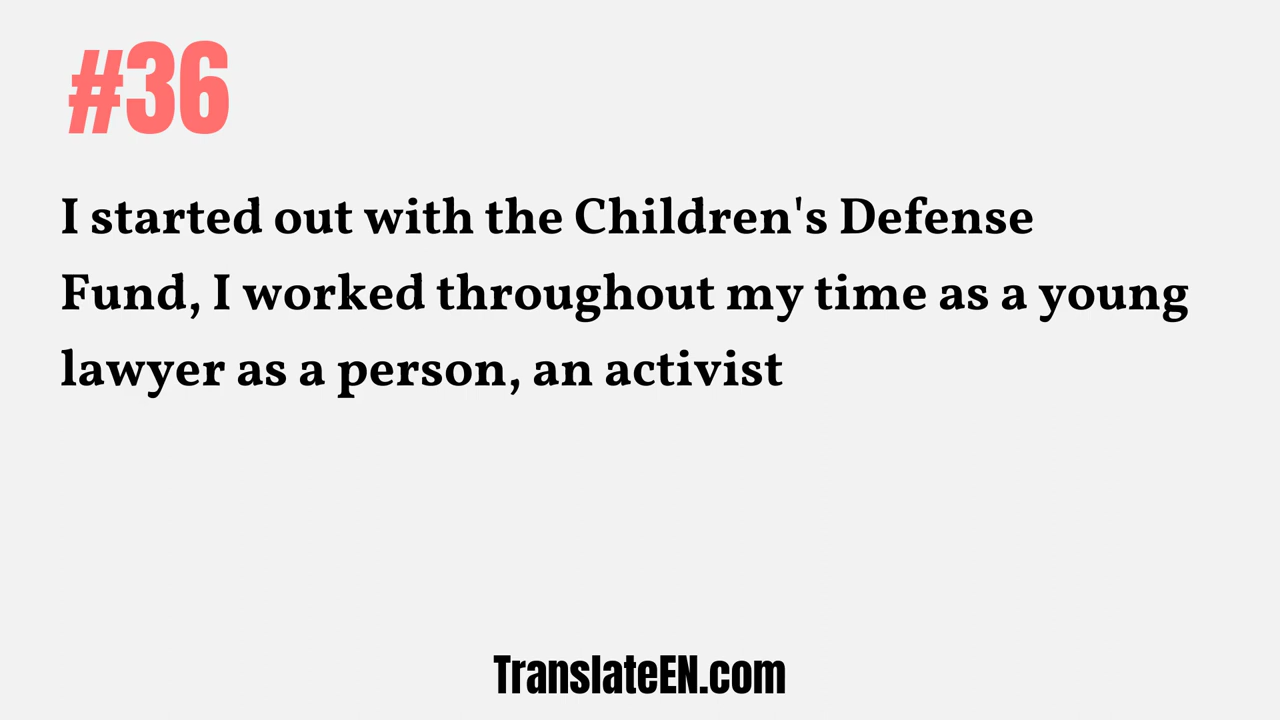 #36
I started out with the Children's Defense
Fund, I worked throughout my time as a young
lawyer as a person, an activist
TranslateEN.com